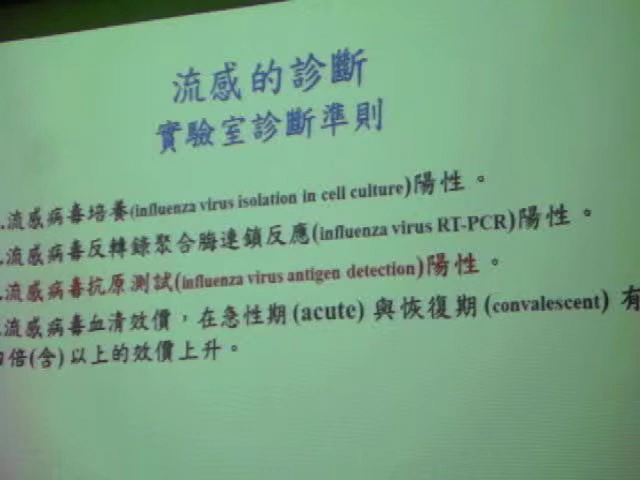 流感的診斷
實驗室診斷準則
.流感病毒培養(influenza virus isolation in cell culture)陽性。
.流感病毒反轉錄聚合酶連鎖反應(influenza virus RT-PCR)陽性。
.流感病毒抗原測試(influenza virus antigen detection)陽性。
.流感病毒血清效價，在急性期(acute)與恢復期(convalescent)有
倍(含)以上的效價上升。